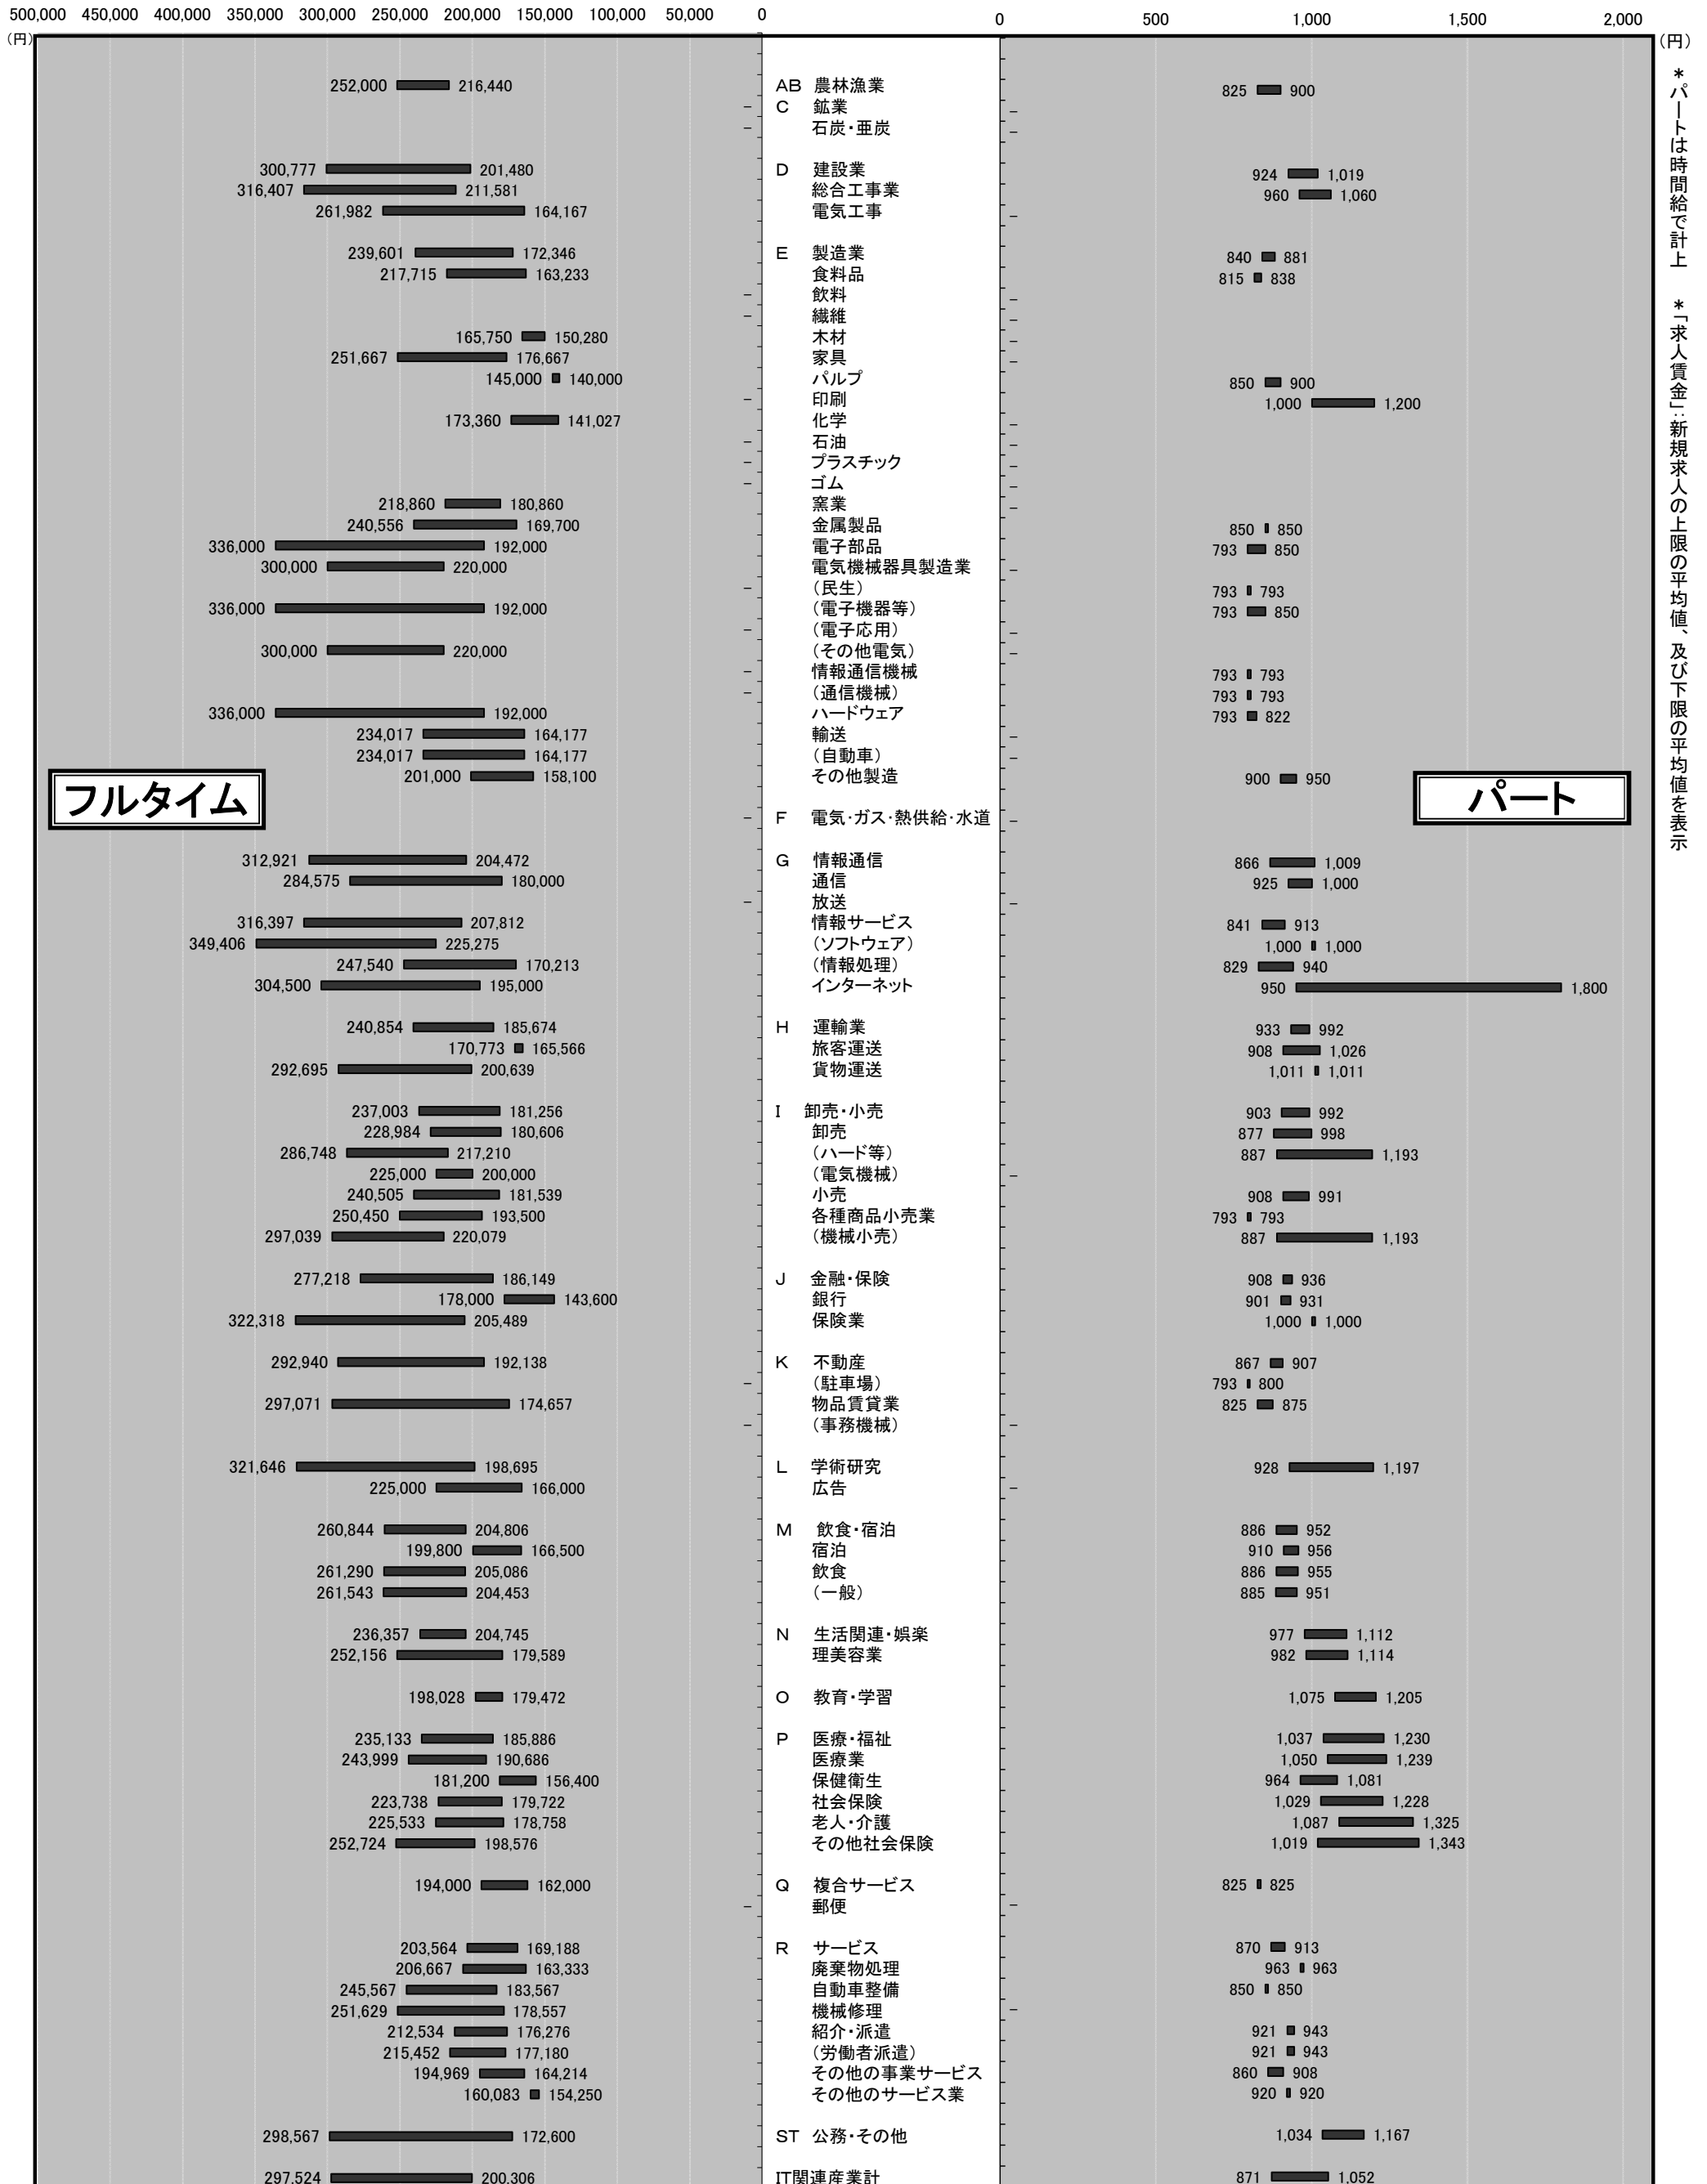 500,000 450,000 400,000 350,000 300,000 250,000 200,000 150,000 100,000 50,000 0 0 500 1,000 1,500 2,000
(円) (円)
252,000 216,440 AB 農林漁業 825 900
C 鉱業
石炭・亜炭
300,777 201,480 D 建設業 924 1,019
316,407 211,581 総合工事業 960 1,060
261,982 164,167 電気工事
239,601 172,346 E 製造業 840 881
217,715 163,233 食料品 815 838
飲料
繊維
165,750 150,280 木材
251,667 176,667 家具
145,000 140,000 パルプ 850 900
印刷 1,000 1,200
173,360 141,027 化学
石油
プラスチック
ゴム
218,860 180,860 窯業
240,556 169,700 金属製品 850 850
336,000 192,000 電子部品 793 850
300,000 220,000 電気機械器具製造業
(民生) 793 793
336,000 192,000 (電子機器等) 793 850
(電子応用)
300,000 220,000 (その他電気)
情報通信機械 793 793
(通信機械) 793 793
336,000 192,000 ハードウェア 793 822
234,017 164,177 輸送
234,017 164,177 (自動車)
201,000 158,100 その他製造 900 950
フルタイム パート
F 電気・ガス・熱供給・水道
312,921 204,472 G 情報通信 866 1,009
284,575 180,000 通信 925 1,000
放送
316,397 207,812 情報サービス 841 913
349,406 225,275 (ソフトウェア) 1,000 1,000
247,540 170,213 (情報処理) 829 940
304,500 195,000 インターネット 950 1,800
240,854 185,674 H 運輸業 933 992
170,773 165,566 旅客運送 908 1,026
292,695 200,639 貨物運送 1,011 1,011
237,003 181,256 I 卸売・小売 903 992
228,984 180,606 卸売 877 998
286,748 217,210 (ハード等) 887 1,193
225,000 200,000 (電気機械)
240,505 181,539 小売 908 991
250,450 193,500 各種商品小売業 793 793
297,039 220,079 (機械小売) 887 1,193
277,218 186,149 J 金融・保険 908 936
178,000 143,600 銀行 901 931
322,318 205,489 保険業 1,000 1,000
292,940 192,138 K 不動産 867 907
(駐車場) 793 800
297,071 174,657 物品賃貸業 825 875
(事務機械)
321,646 198,695 L 学術研究 928 1,197
225,000 166,000 広告
260,844 204,806 M 飲食・宿泊 886 952
199,800 166,500 宿泊 910 956
261,290 205,086 飲食 886 955
261,543 204,453 (一般) 885 951
236,357 204,745 N 生活関連・娯楽 977 1,112
252,156 179,589 理美容業 982 1,114
198,028 179,472 O 教育・学習 1,075 1,205
235,133 185,886 P 医療・福祉 1,037 1,230
243,999 190,686 医療業 1,050 1,239
181,200 156,400 保健衛生 964 1,081
223,738 179,722 社会保険 1,029 1,228
225,533 178,758 老人・介護 1,087 1,325
252,724 198,576 その他社会保険 1,019 1,343
194,000 162,000 Q 複合サービス 825 825
郵便
203,564 169,188 R サービス 870 913
206,667 163,333 廃棄物処理 963 963
245,567 183,567 自動車整備 850 850
251,629 178,557 機械修理
212,534 176,276 紹介・派遣 921 943
215,452 177,180 (労働者派遣) 921 943
194,969 164,214 その他の事業サービス 860 908
160,083 154,250 その他のサービス業 920 920
298,567 172,600 ST 公務・その他 1,034 1,167
297,524 200,306 IT関連産業計 871 1,052
*パートは時間給で計上 *「求人賃金」:新規求人の上限の平均値、及び下限の平均値を表示